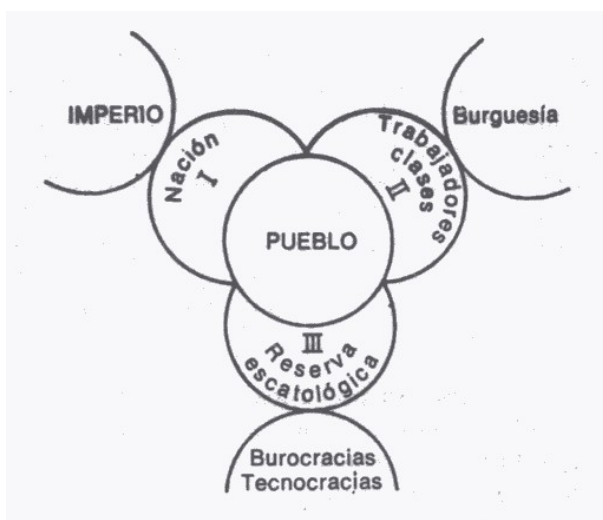 IMPERIO
Burguesía
Nación
I
Trabajadores
clases
II
PUEBLO
III
Reserva
escatológica
Burocracias
Tecnocracias